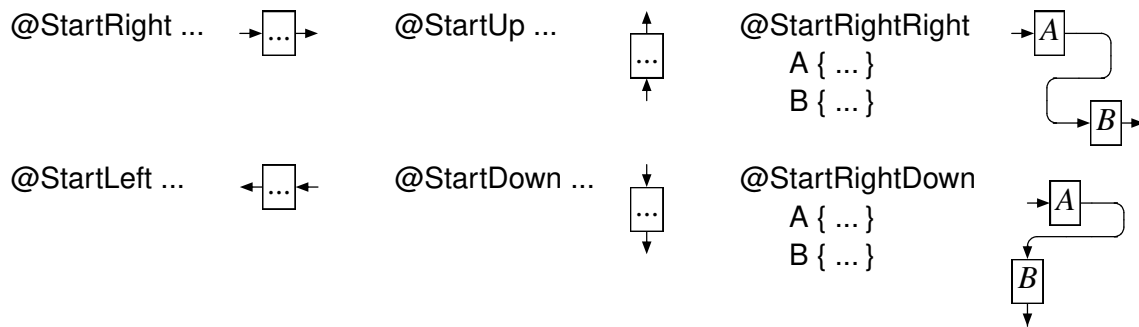 @StartRight ...
...
@StartUp ...
...
@StartRightRight
A { ... }
B { ... }
A
B
@StartLeft ...
...
@StartDown ...
...
@StartRightDown
A { ... }
B { ... }
A
B